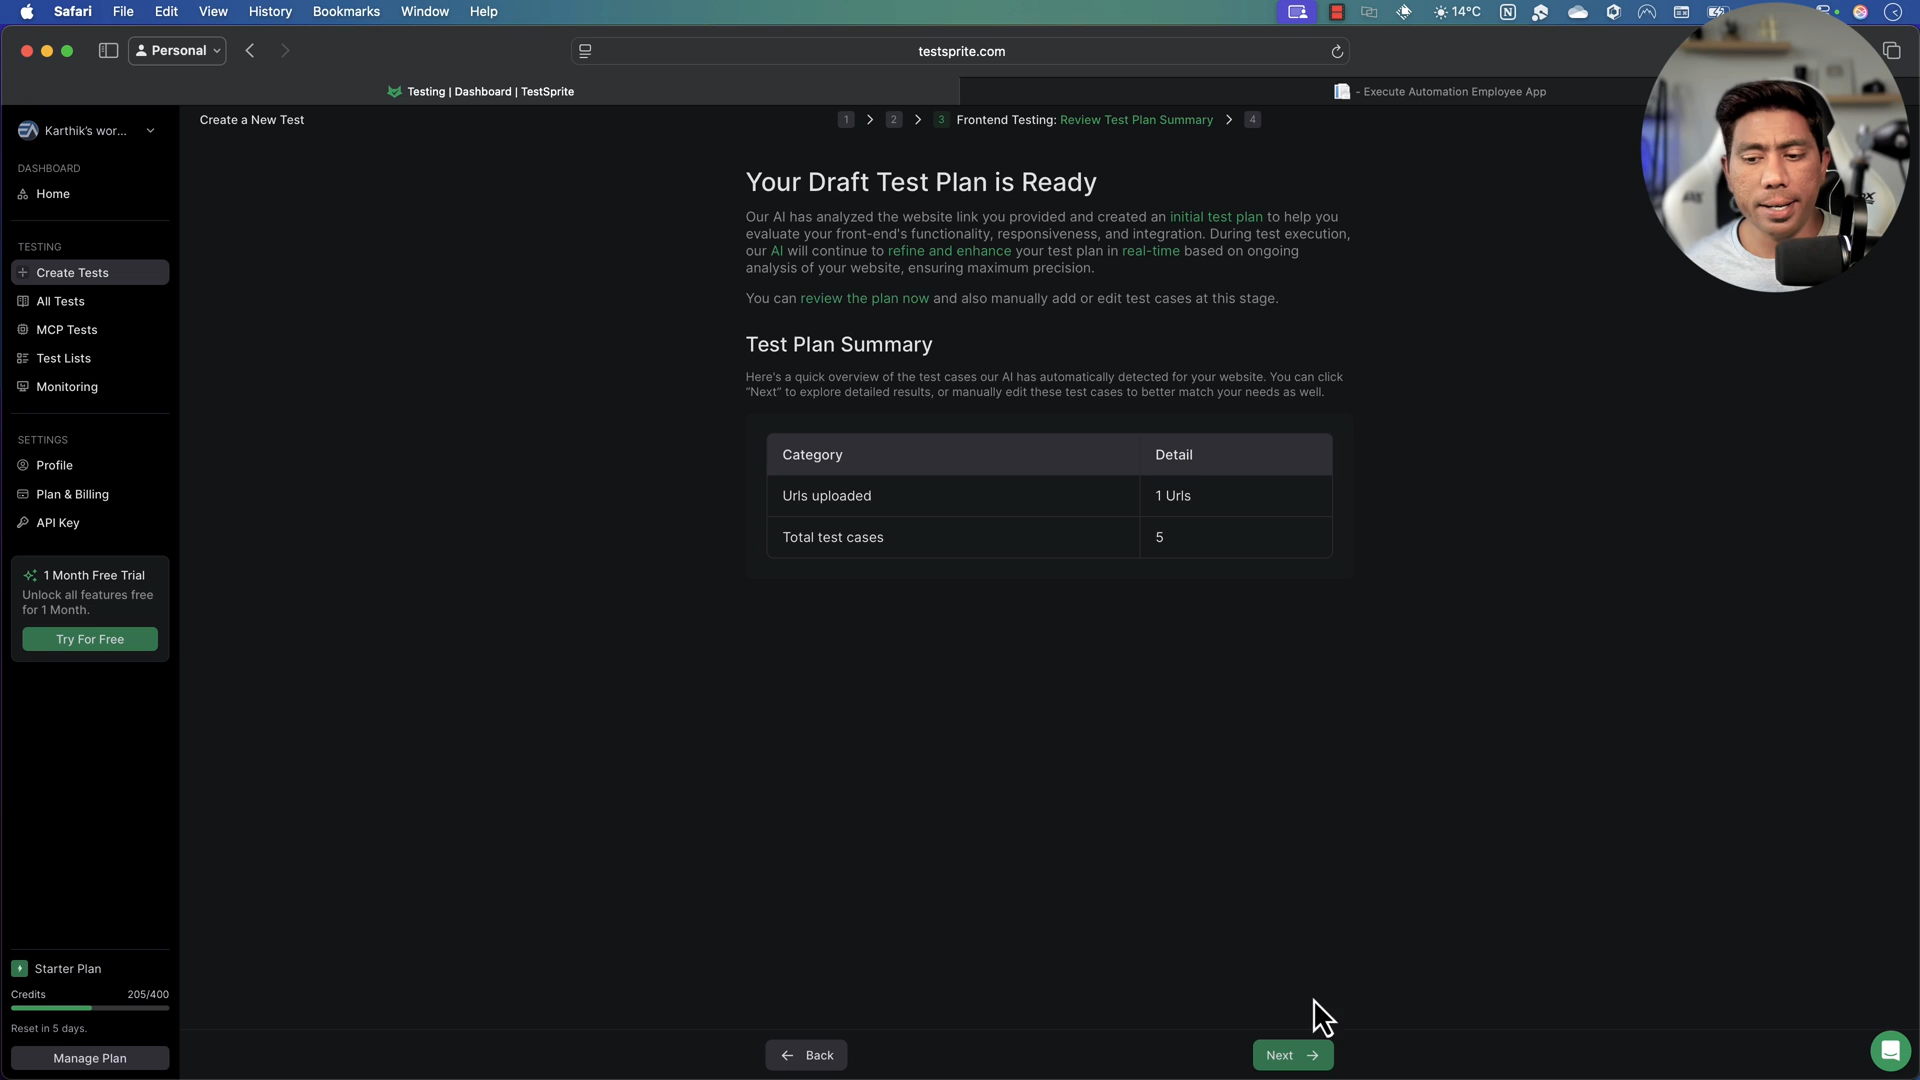 Safari File Edit View History Bookmarks Window Help
14°C
Personal
testsprite.com
Testing | Dashboard | TestSprite
- Execute Automation Employee App
Karthik's wor...
Create a New Test
1 > 2 > 3 Frontend Testing: Review Test Plan Summary > 4
DASHBOARD
Home
TESTING
Create Tests
All Tests
MCP Tests
Test Lists
Monitoring
SETTINGS
Profile
Plan & Billing
API Key
1 Month Free Trial
Unlock all features free
for 1 Month.
Try For Free
Starter Plan
Credits 205/400
Reset in 5 days.
Manage Plan
Your Draft Test Plan is Ready
Our AI has analyzed the website link you provided and created an initial test plan to help you
evaluate your front-end's functionality, responsiveness, and integration. During test execution,
our AI will continue to refine and enhance your test plan in real-time based on ongoing
analysis of your website, ensuring maximum precision.
You can review the plan now and also manually add or edit test cases at this stage.
Test Plan Summary
Here's a quick overview of the test cases our AI has automatically detected for your website. You can click
"Next" to explore detailed results, or manually edit these test cases to better match your needs as well.
Category Detail
Urls uploaded 1 Urls
Total test cases 5
Back
Next